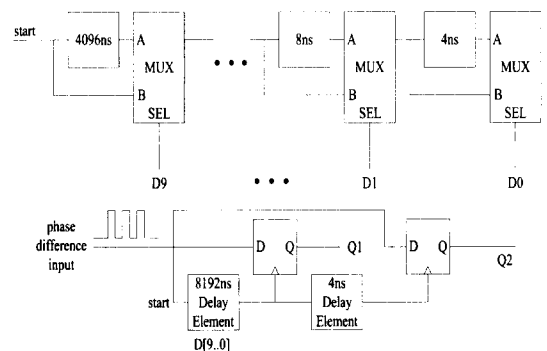 start 4096ns A 8ns A 4ns A
MUX MUX MUX
B B B
SEL SEL SEL
D9 D1 D0
phase
difference
input
D Q Q1 D Q Q2
start
8192ns
Delay
Element
4ns
Delay
Element
D[9..0]